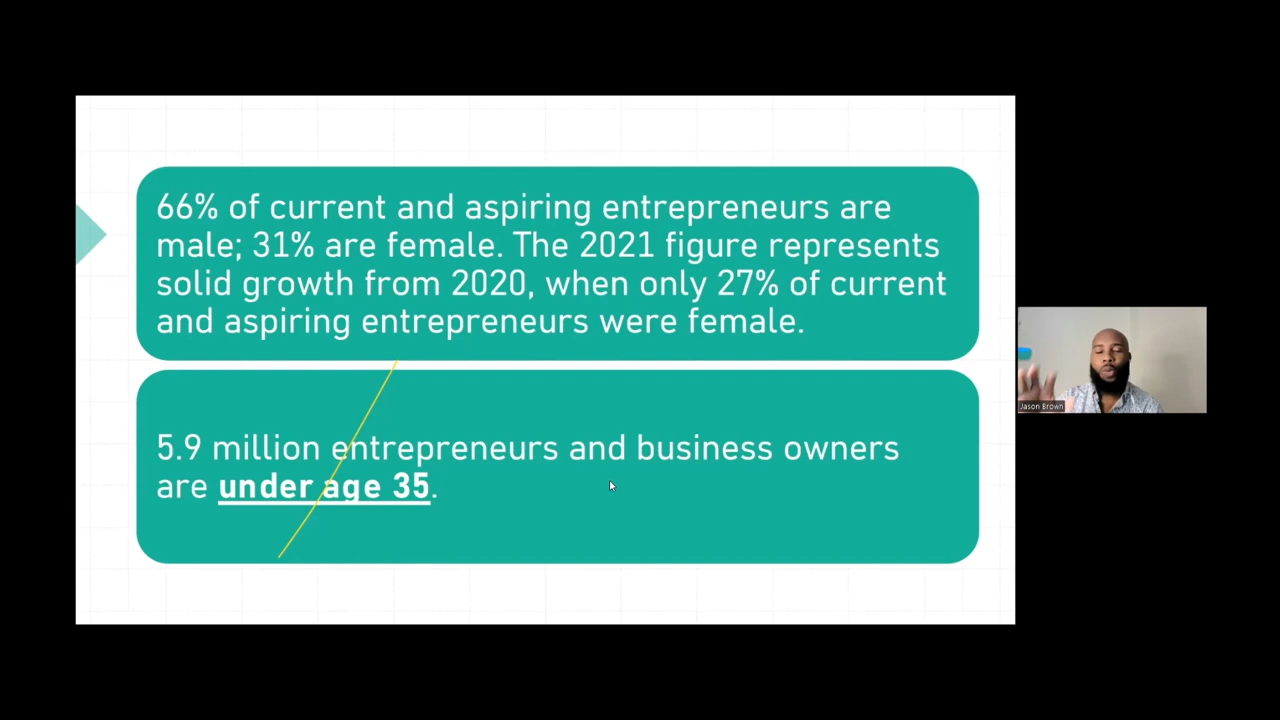 66% of current and aspiring entrepreneurs are
male; 31% are female. The 2021 figure represents
solid growth from 2020, when only 27% of current
and aspiring entrepreneurs were female.
5.9 million entrepreneurs and business owners
are under age 35.
Jason Brown